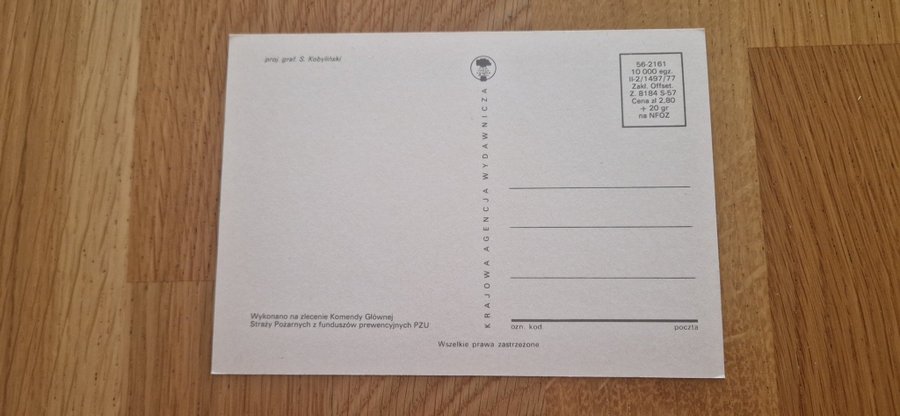 proj. graf. S. Kobyliński
Wykonano na zlecenie Komendy Głównej
Straży Pożarnych z funduszów prewencyjnych PZU
KRAJOWA AGENCJA WYDAWNICZA
56-2161
10 000 egz.
II-2/1497/77
Zakl. Offset.
Z. 8184 S-57
Cena zł 2,80
+ 20 gr
na NFOZ
ozn. kod
poczta
Wszelkie prawa zastrzeżone